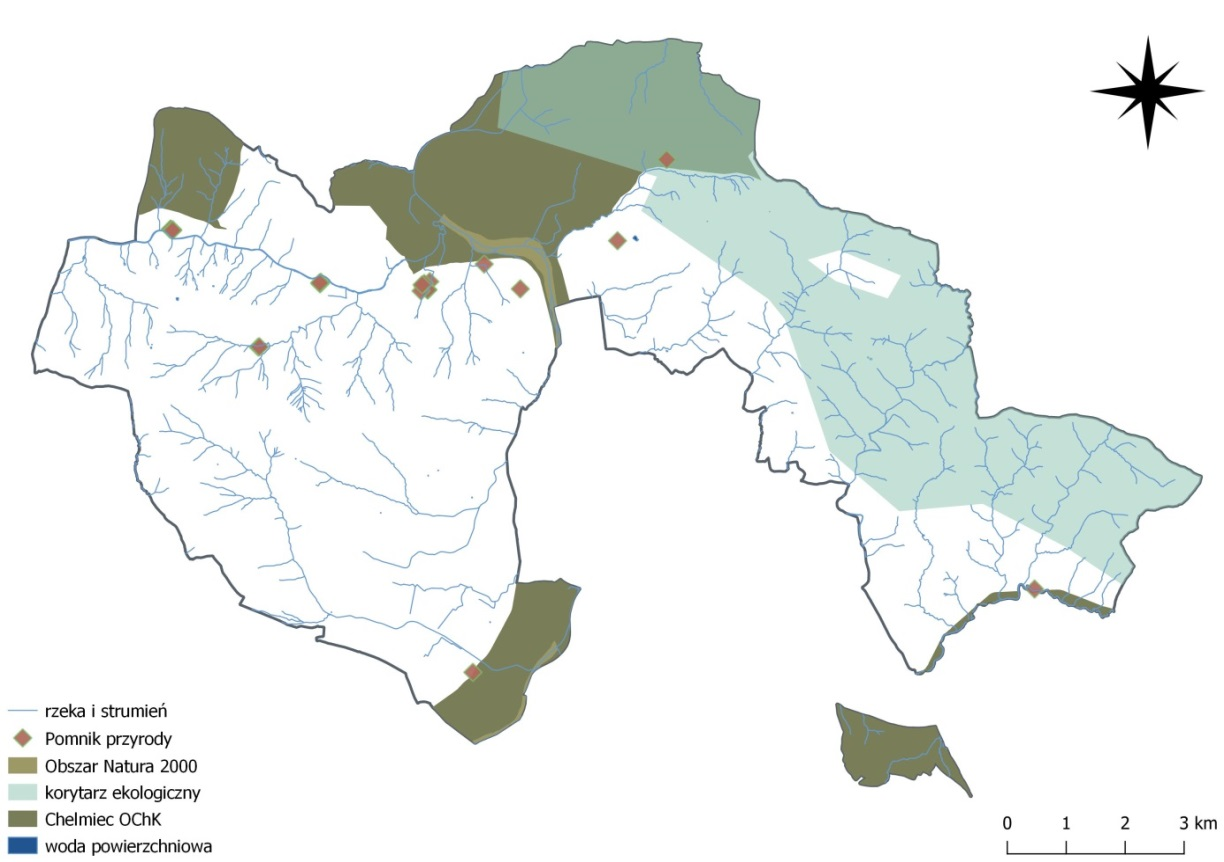 rzeka i strumień
Pomnik przyrody
Obszar Natura 2000
korytarz ekologiczny
Chelmiec OChK
woda powierzchniowa
0 1 2 3 km